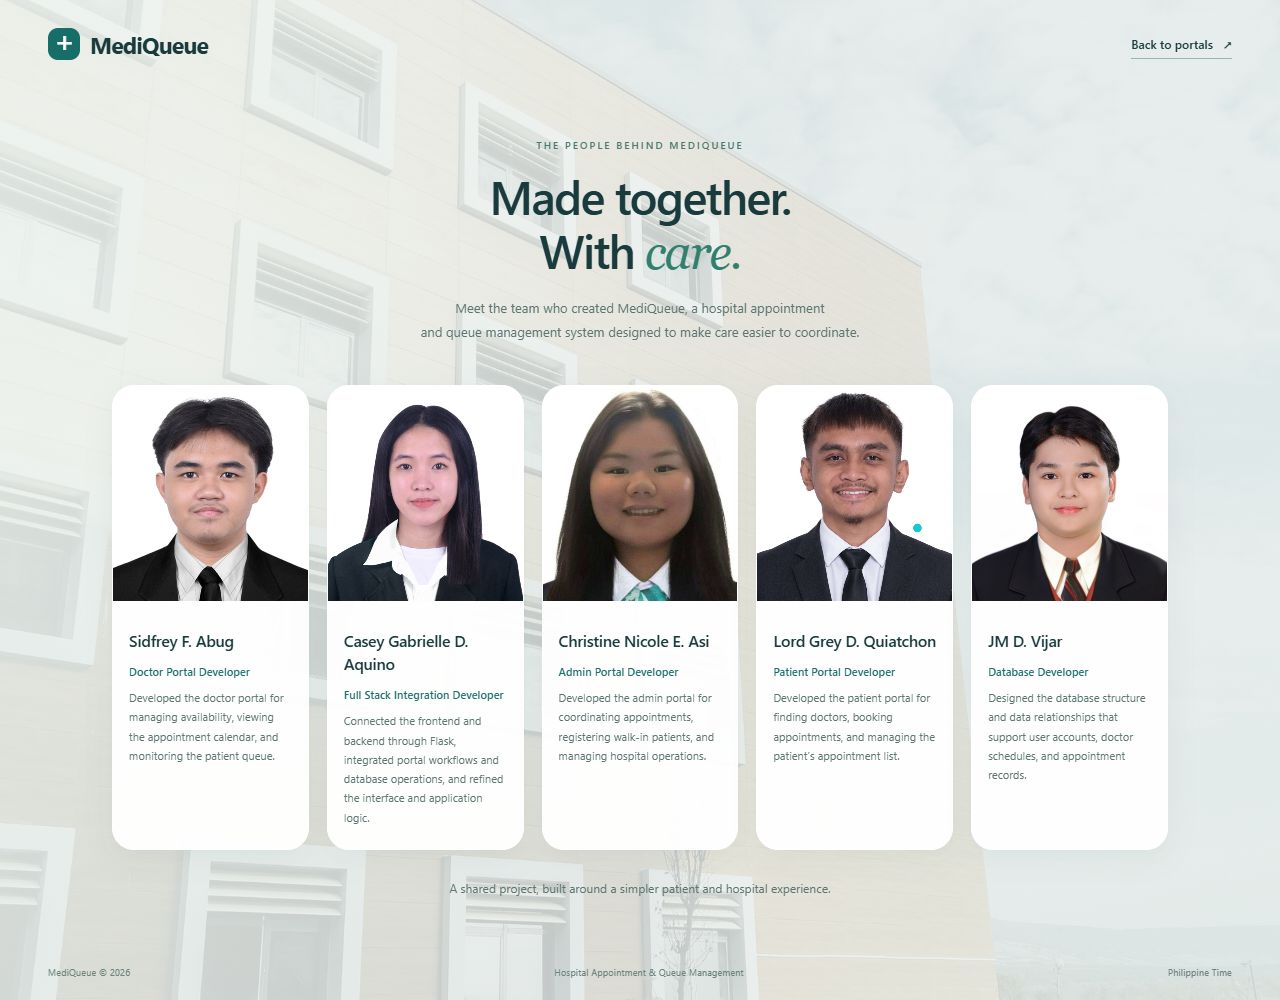 MediQueue
Back to portals ↗
THE PEOPLE BEHIND MEDIQUEUE
Made together.
With care.
Meet the team who created MediQueue, a hospital appointment
and queue management system designed to make care easier to coordinate.
Sidfrey F. Abug
Doctor Portal Developer
Developed the doctor portal for
managing availability, viewing
the appointment calendar, and
monitoring the patient queue.
Casey Gabrielle D.
Aquino
Full Stack Integration Developer
Connected the frontend and
backend through Flask,
integrated portal workflows and
database operations, and refined
the interface and application
logic.
Christine Nicole E. Asi
Admin Portal Developer
Developed the admin portal for
coordinating appointments,
registering walk-in patients, and
managing hospital operations.
Lord Grey D. Quiatchon
Patient Portal Developer
Developed the patient portal for
finding doctors, booking
appointments, and managing the
patient's appointment list.
JM D. Vijar
Database Developer
Designed the database structure
and data relationships that
support user accounts, doctor
schedules, and appointment
records.
A shared project, built around a simpler patient and hospital experience.
MediQueue © 2026
Hospital Appointment & Queue Management
Philippine Time